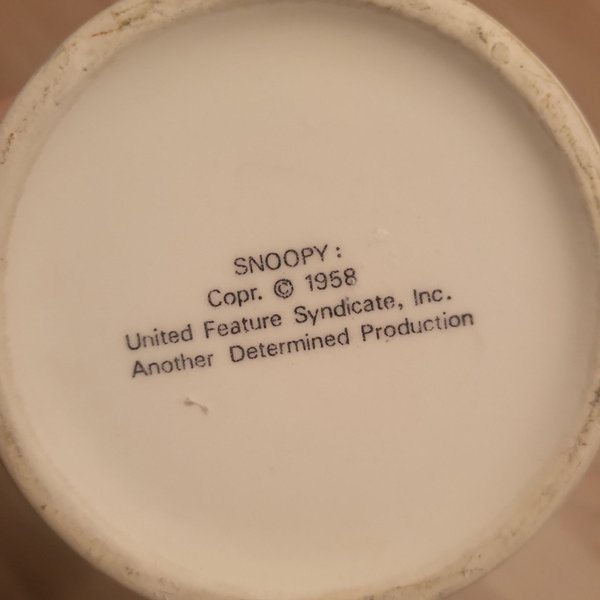 SNOOPY:
Copr. © 1958
United Feature Syndicate, Inc.
Another Determined Production